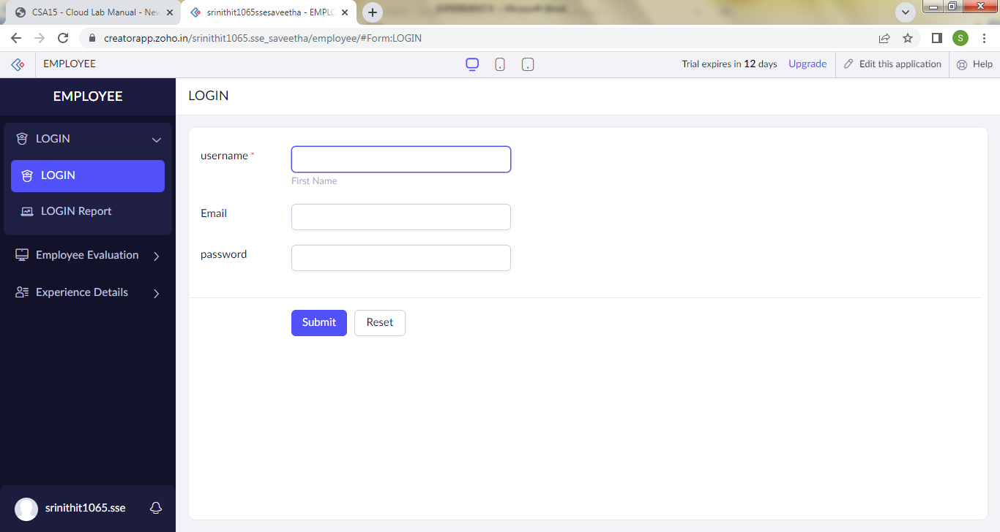 CSA15 - Cloud Lab Manual - New
srinithit1065ssesaveetha - EMPLO
creatorapp.zoho.in/srinithit1065.sse_saveetha/employee/#Form:LOGIN
S
EMPLOYEE
Trial expires in 12 days
Upgrade
Edit this application
Help
EMPLOYEE
LOGIN
LOGIN
LOGIN
LOGIN Report
Employee Evaluation
Experience Details
username *
First Name
Email
password
Submit
Reset
srinithit1065.sse